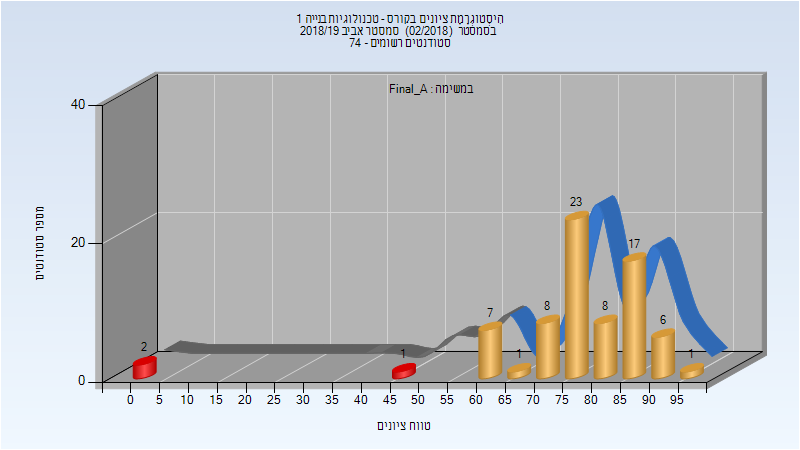 היסטוגרמת ציונים בקורס - טכנולוגיות בנייה 1
בסמסטר (02/2018) סמסטר אביב 2018/19
סטודנטים רשומים - 74
במשימה : Final_A
מספר סטודנטים
40
20
0
2
1
7
1
8
23
8
17
6
1
0 5 10 15 20 25 30 35 40 45 50 55 60 65 70 75 80 85 90 95
טווח ציונים